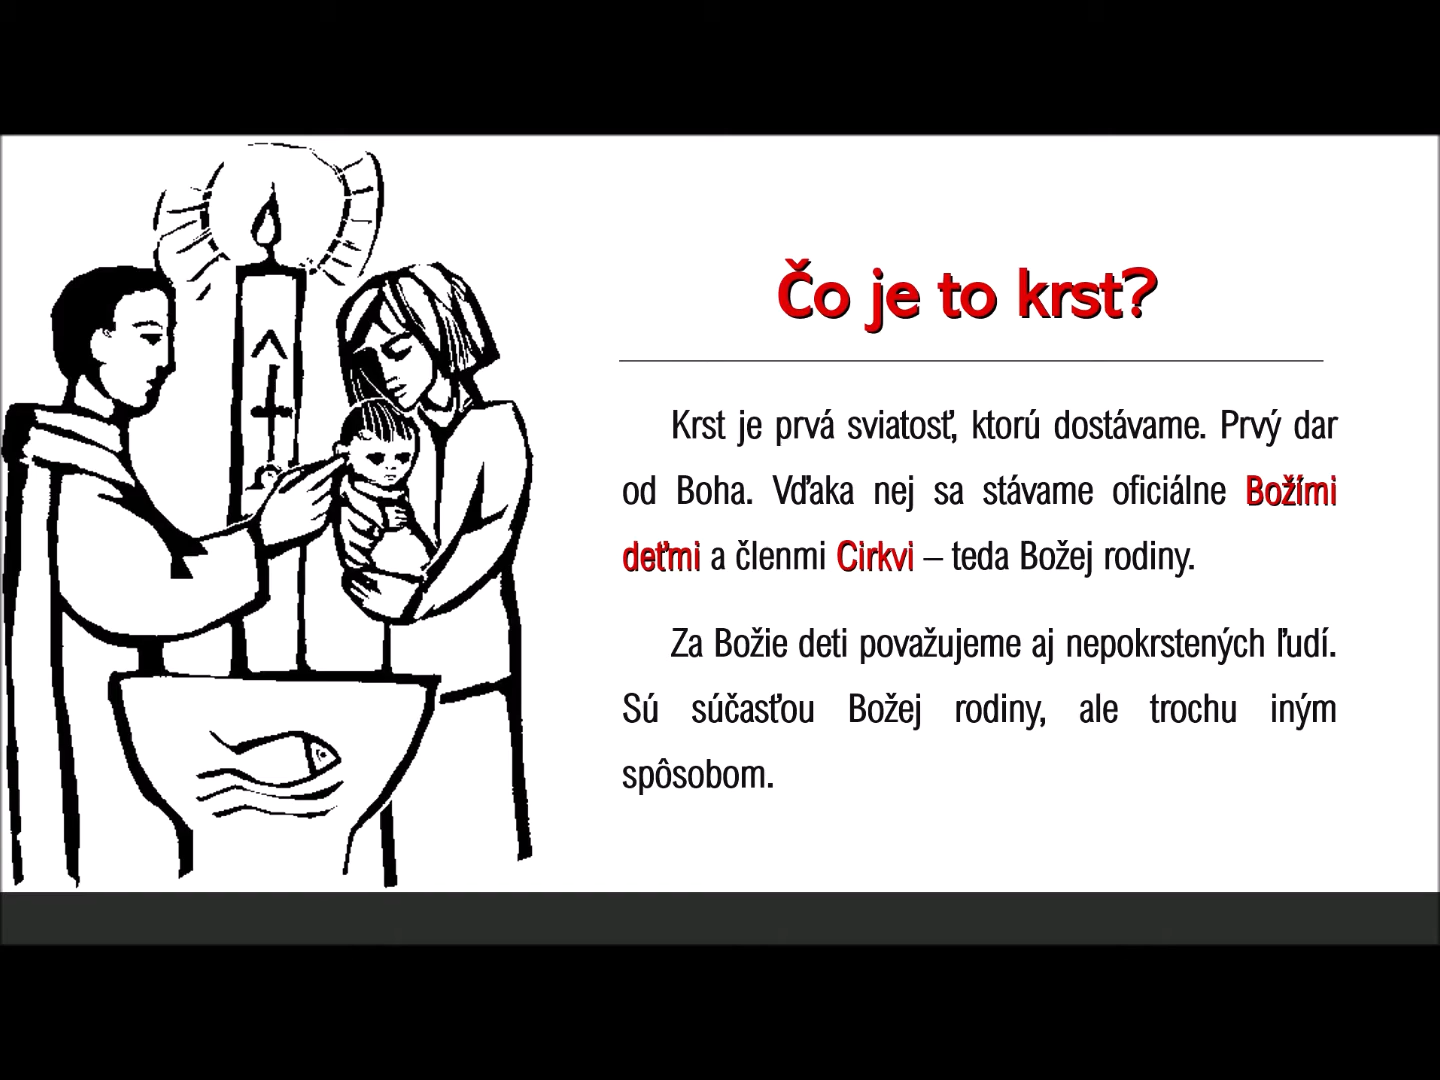 Čo je to krst?
Krst je prvá sviatosť, ktorú dostávame. Prvý dar
od Boha. Vďaka nej sa stávame oficiálne Božími
deťmi a členmi Cirkvi – teda Božej rodiny.
Za Božie deti považujeme aj nepokrstených ľudí.
Sú súčasťou Božej rodiny, ale trochu iným
spôsobom.